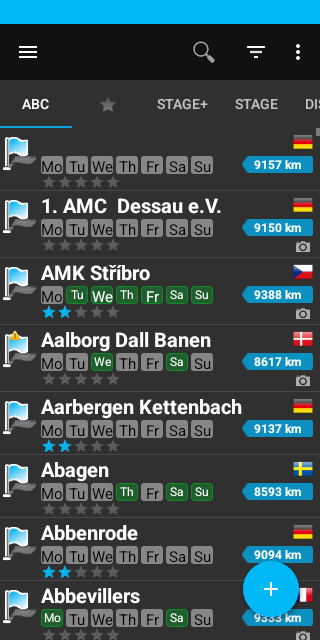 ABC STAGE+ STAGE DIS
Mo Tu We Th Fr Sa Su 9157 km
1. AMC Dessau e.V.
Mo Tu We Th Fr Sa Su 9150 km
AMK Stříbro
Mo Tu We Th Fr Sa Su 9388 km
Aalborg Dall Banen
Mo Tu We Th Fr Sa Su 8617 km
Aarbergen Kettenbach
Mo Tu We Th Fr Sa Su 9137 km
Abagen
Mo Tu We Th Fr Sa Su 8593 km
Abbenrode
Mo Tu We Th Fr Sa Su 9094 km
Abbevillers
Mo Tu We Th Fr Sa Su 9333 km